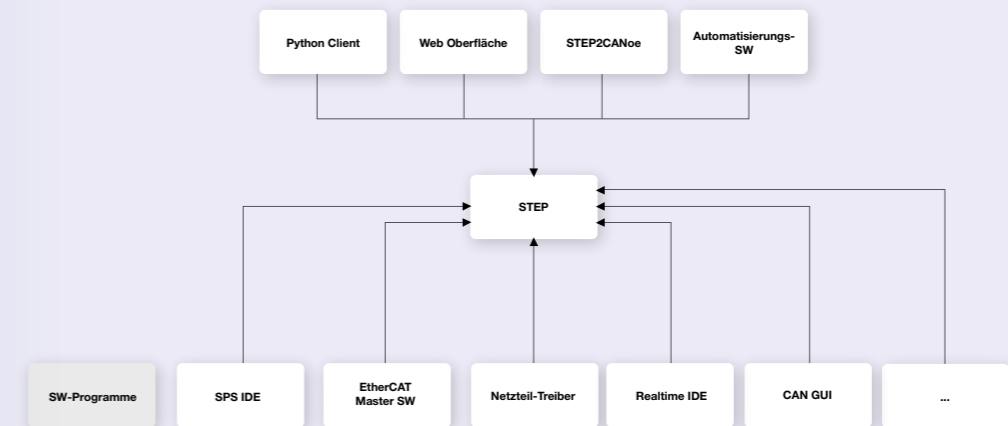 Python Client
Web Oberfläche
STEP2CANoe
Automatisierungs-
SW
STEP
SW-Programme
SPS IDE
EtherCAT
Master SW
Netzteil-Treiber
Realtime IDE
CAN GUI
...